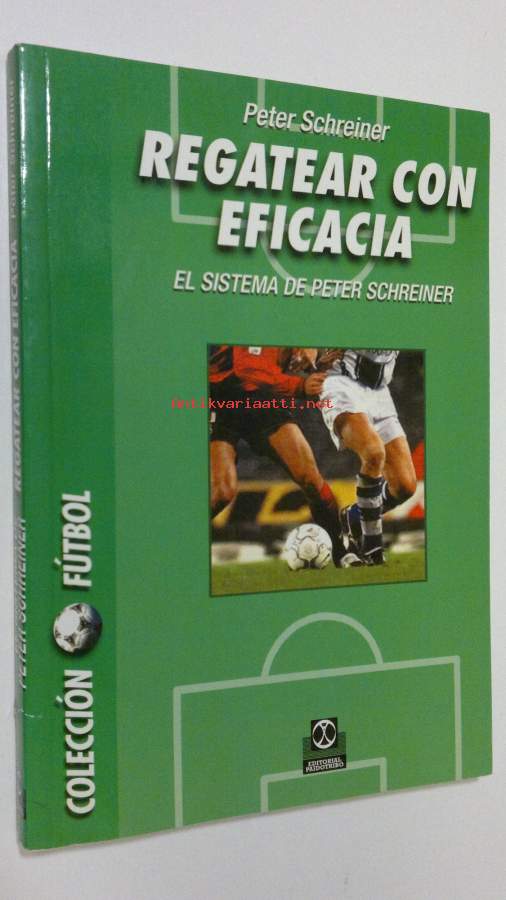 Peter Schreiner
REGATEAR CON
EFICACIA
EL SISTEMA DE PETER SCHREINER
antikvariaatti.net
COLECCIÓN FÚTBOL
EDITORIAL
PAIDOTRIBO
PETER SCHREINER REGATEAR CON EFICACIA Peter Schreiner